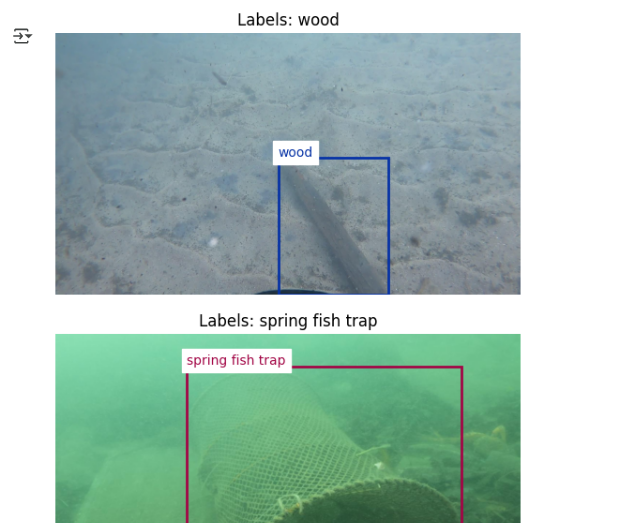 Labels: wood
wood
Labels: spring fish trap
spring fish trap